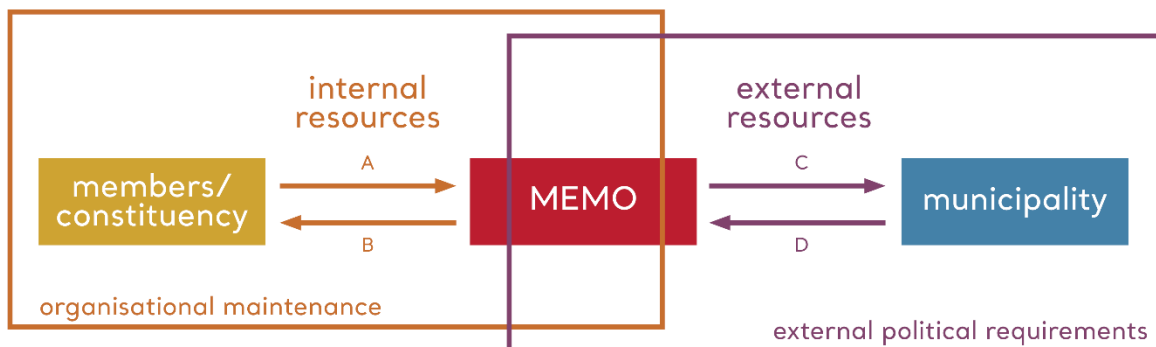 internal
resources
external
resources
A
C
members/
constituency
MEMO
municipality
B
D
organisational maintenance
external political requirements